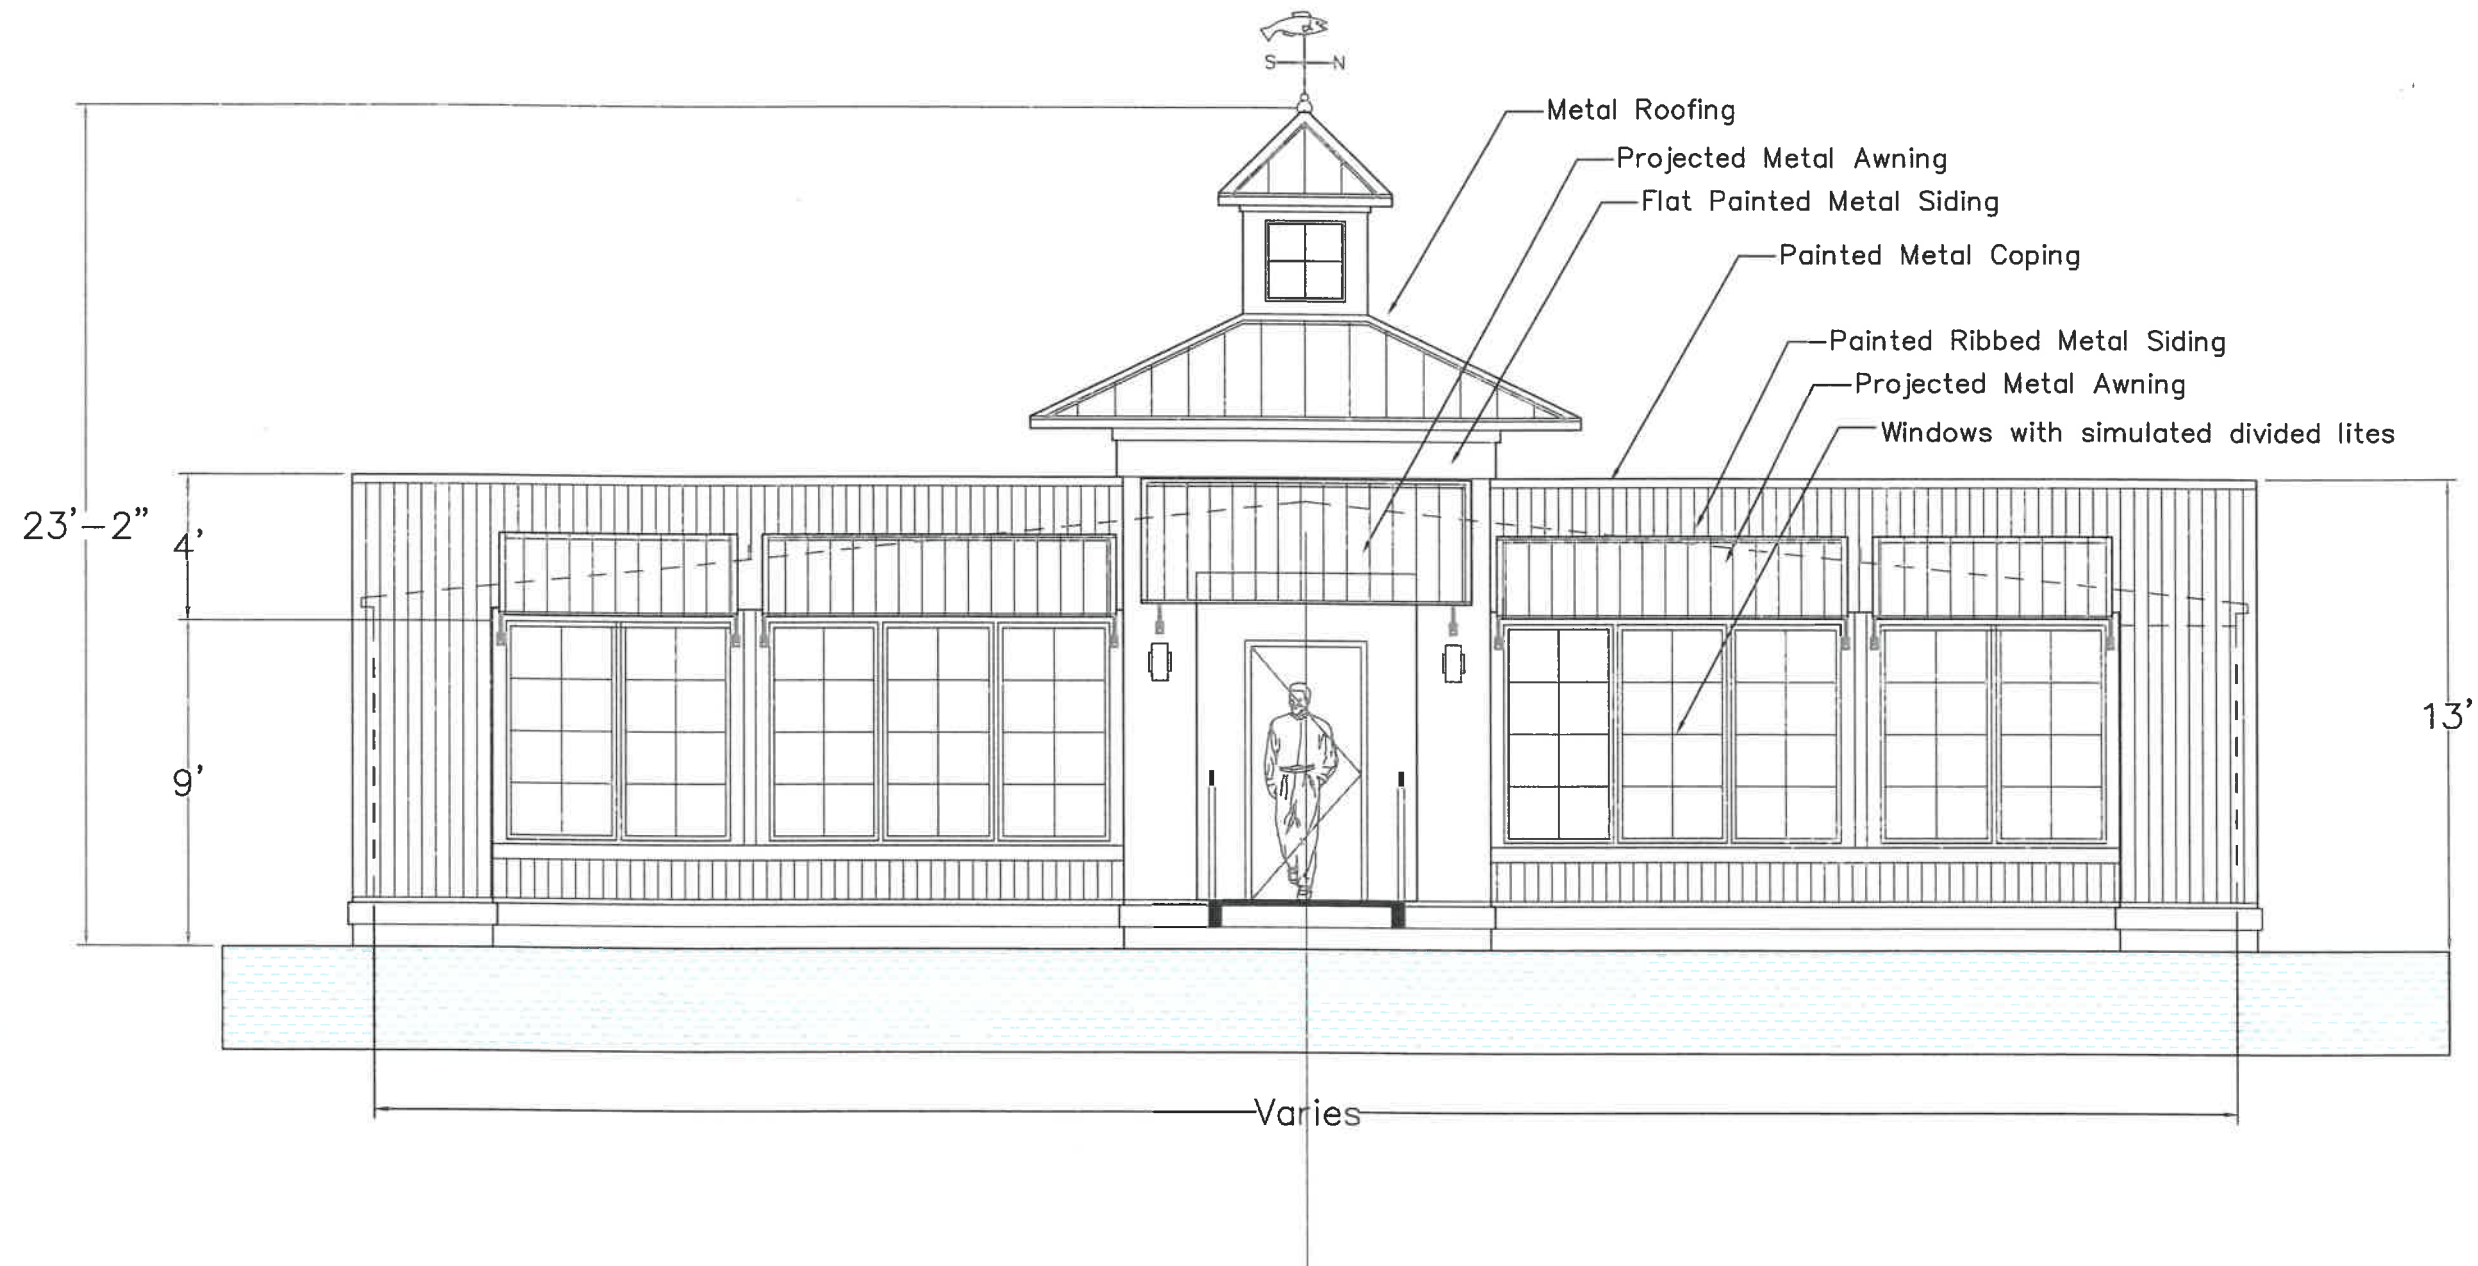 S N
Metal Roofing
Projected Metal Awning
Flat Painted Metal Siding
Painted Metal Coping
Painted Ribbed Metal Siding
Projected Metal Awning
Windows with simulated divided lites
23'-2"
4'
9'
13'
Varies